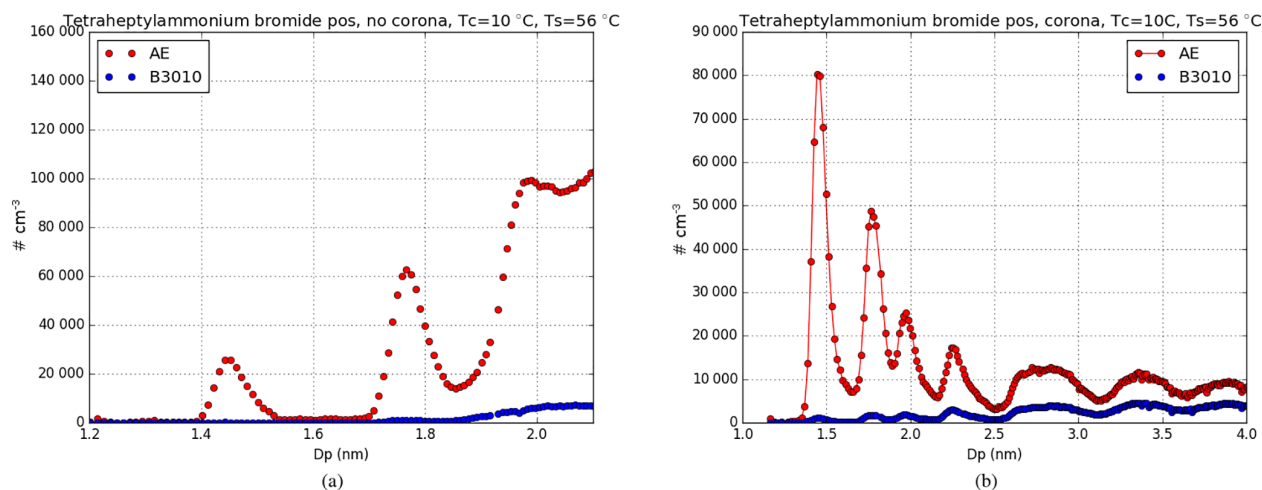 Tetraheptylammonium bromide pos, no corona, Tc=10 °C, Ts=56 °C
160 000
140 000
120 000
100 000
80 000
60 000
40 000
20 000
0
# cm-3
AE
B3010
1.2 1.4 1.6 1.8 2.0
Dp (nm)
(a)
Tetraheptylammonium bromide pos, corona, Tc=10C, Ts=56 °C
90 000
80 000
70 000
60 000
50 000
40 000
30 000
20 000
10 000
0
# cm-3
AE
B3010
1.0 1.5 2.0 2.5 3.0 3.5 4.0
Dp (nm)
(b)